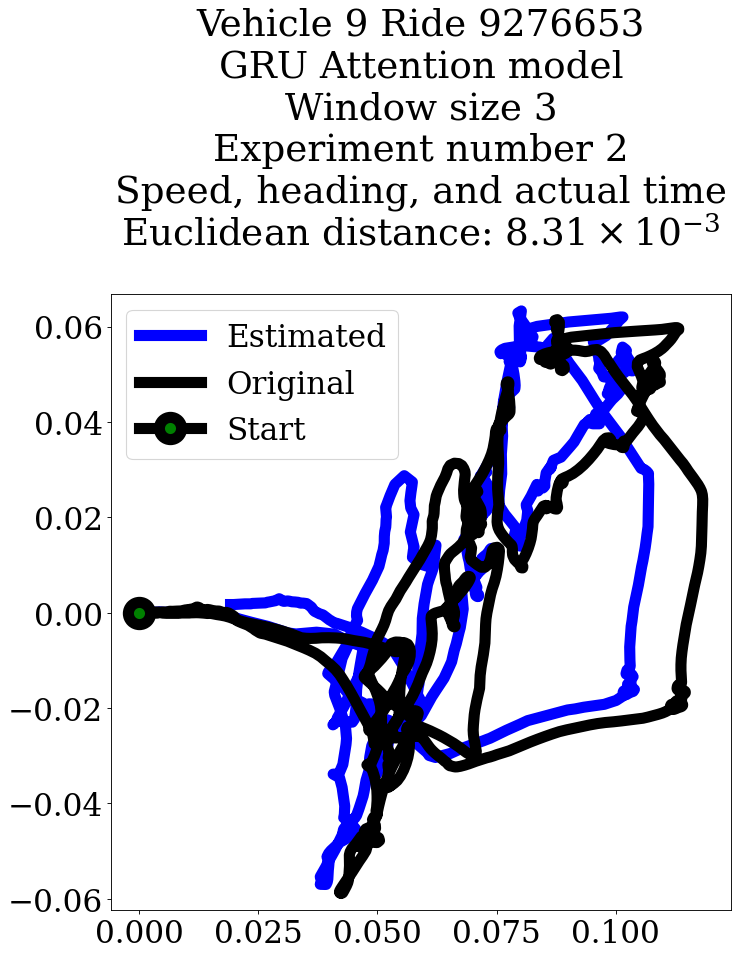 Vehicle 9 Ride 9276653
GRU Attention model
Window size 3
Experiment number 2
Speed, heading, and actual time
Euclidean distance: 8.31 × 10⁻³
Estimated
Original
Start
0.06
0.04
0.02
0.00
−0.02
−0.04
−0.06
0.000 0.025 0.050 0.075 0.100